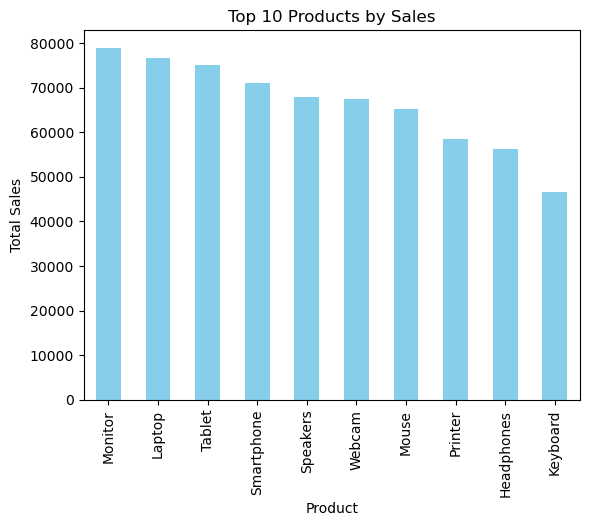 Top 10 Products by Sales
Total Sales
80000
70000
60000
50000
40000
30000
20000
10000
0
Monitor
Laptop
Tablet
Smartphone
Speakers
Webcam
Mouse
Printer
Headphones
Keyboard
Product